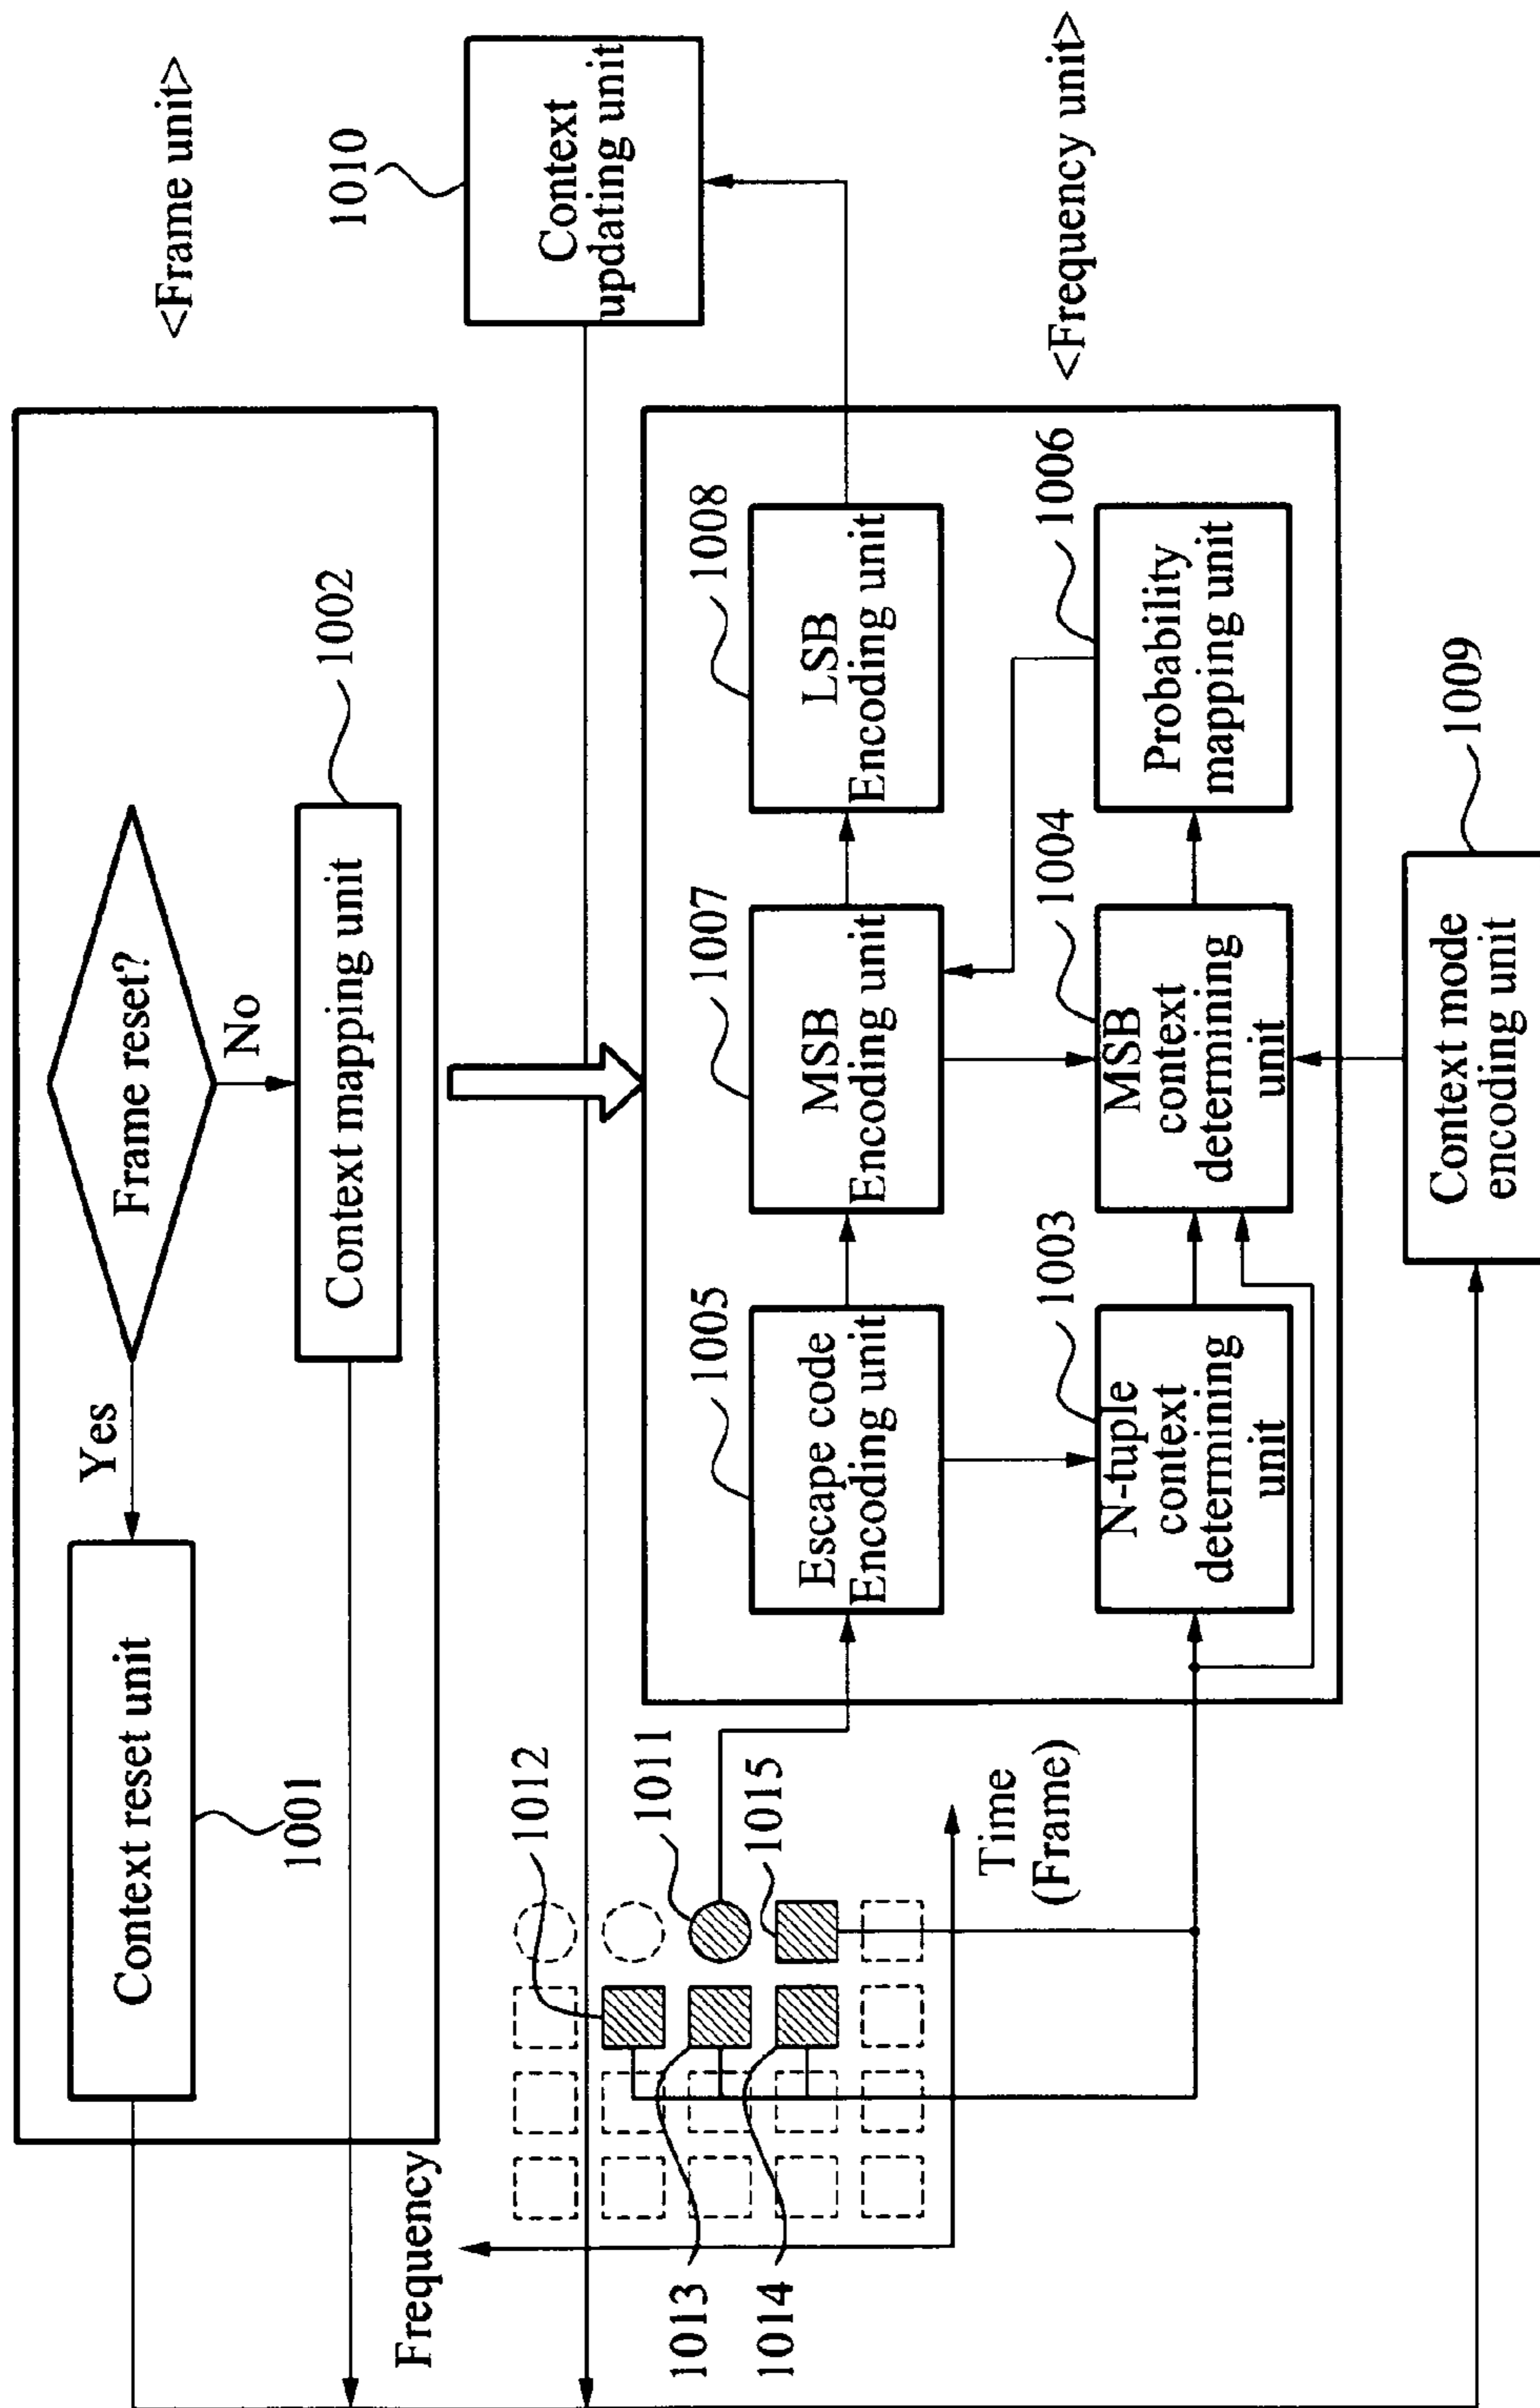 <Frame unit>
Frame reset?
Yes
No
Context reset unit
1001
Context mapping unit
1002
1010
Context
updating unit
Frequency
1012
1011
1015
1013
1014
Time
(Frame)
1005
Escape code
Encoding unit
1007
MSB
Encoding unit
1008
LSB
Encoding unit
<Frequency unit>
1003
N-tuple
context
determining
unit
1004
MSB
context
determining
unit
1006
Probability
mapping unit
1009
Context mode
encoding unit